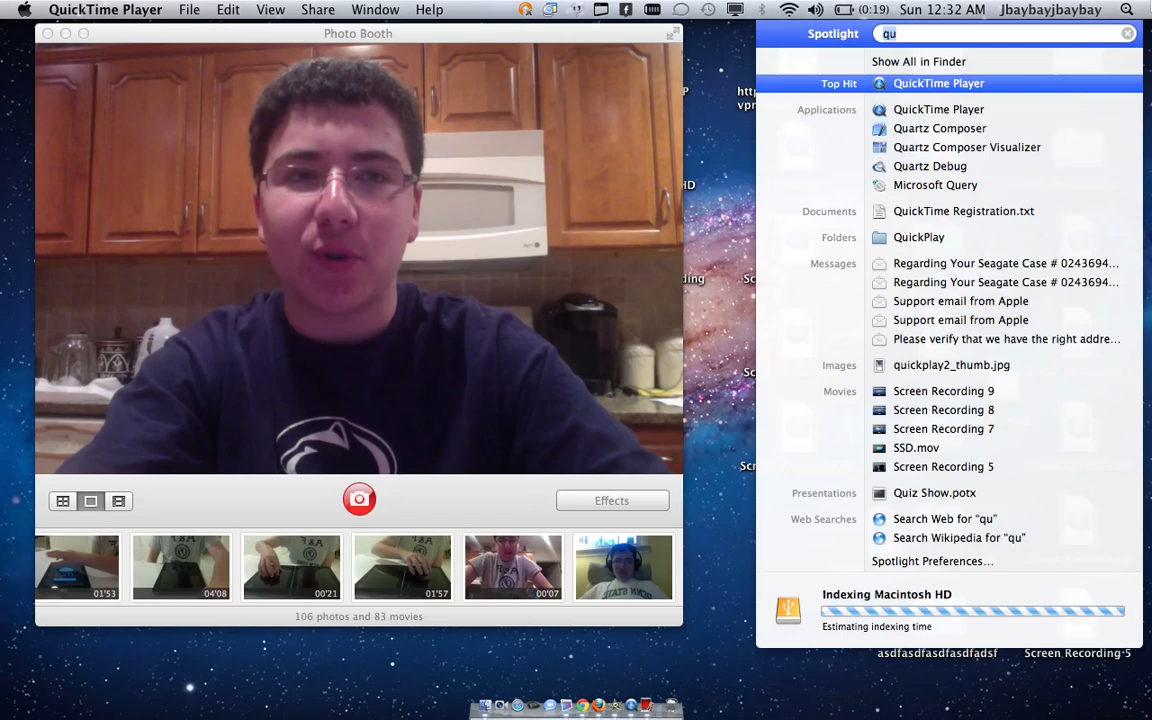 QuickTime Player File Edit View Share Window Help (0:19) Sun 12:32 AM Jbaybayjbaybay
Photo Booth
Effects
01'53 04'08 00'21 01'57 00'07
106 photos and 83 movies
Spotlight qu
Show All in Finder
Top Hit QuickTime Player
Applications QuickTime Player
Quartz Composer
Quartz Composer Visualizer
Quartz Debug
Microsoft Query
Documents QuickTime Registration.txt
Folders QuickPlay
Messages Regarding Your Seagate Case # 0243694...
Regarding Your Seagate Case # 0243694...
Support email from Apple
Support email from Apple
Please verify that we have the right addre...
Images quickplay2_thumb.jpg
Movies Screen Recording 9
Screen Recording 8
Screen Recording 7
SSD.mov
Screen Recording 5
Presentations Quiz Show.potx
Web Searches Search Web for “qu”
Search Wikipedia for “qu”
Spotlight Preferences...
Indexing Macintosh HD
Estimating indexing time
asdfasdfasdfasdfadsf Screen Recording 5